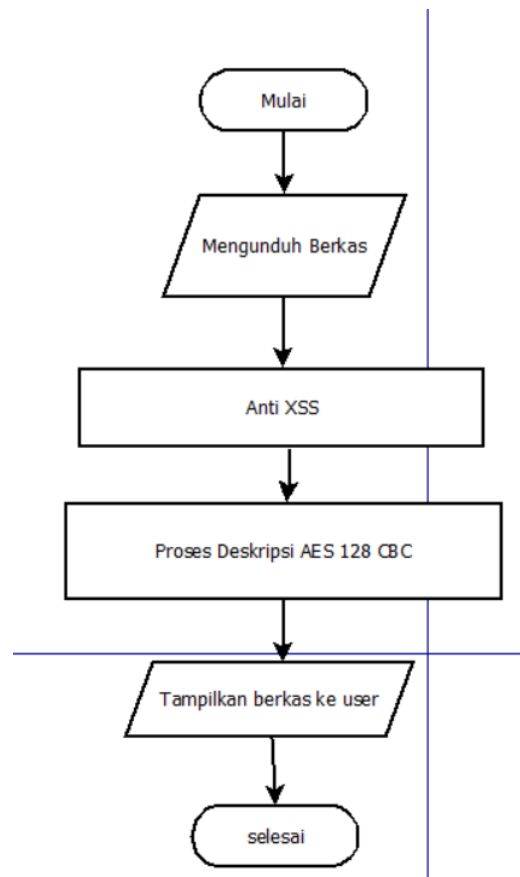 Mulai
Mengunduh Berkas
Anti XSS
Proses Deskripsi AES 128 CBC
Tampilkan berkas ke user
selesai